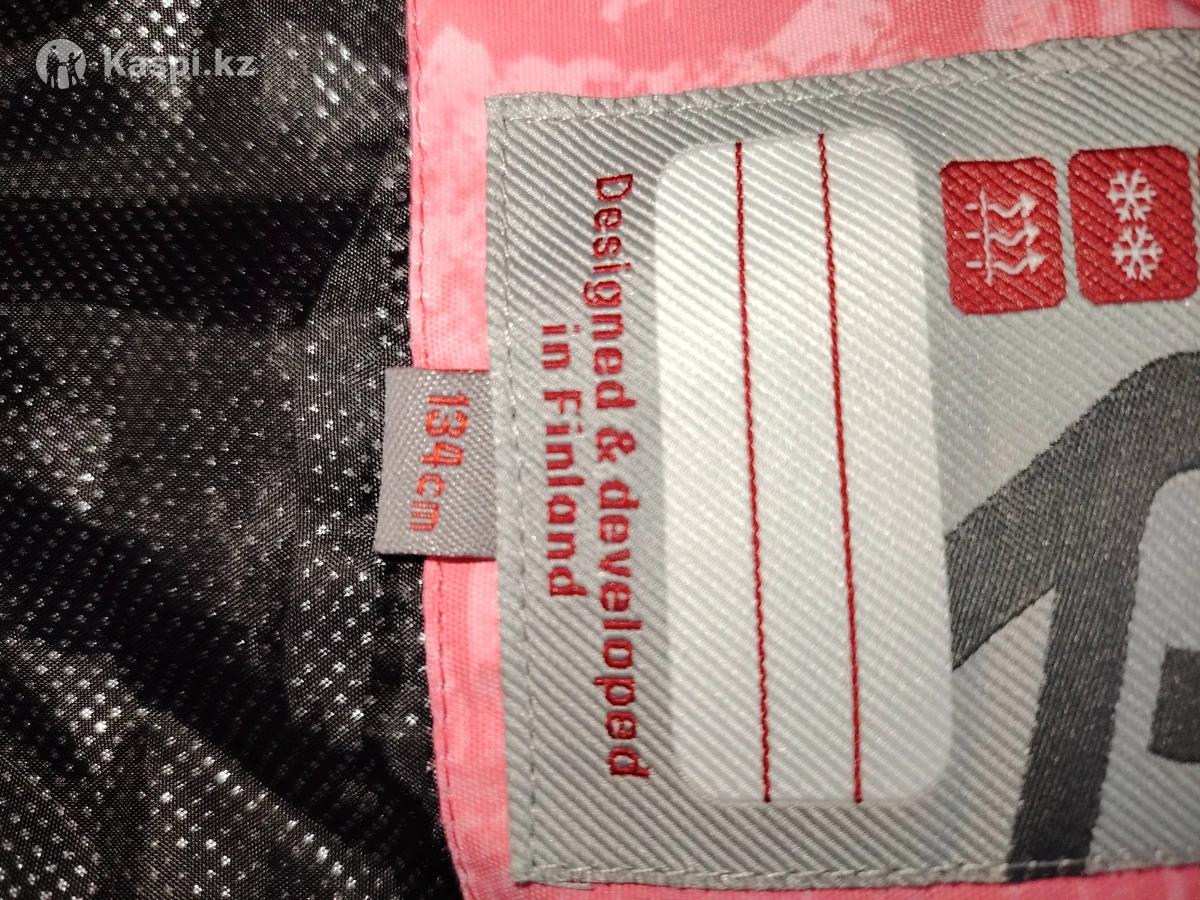 Kaspi.kz
134cm
Designed & developed
in Finland